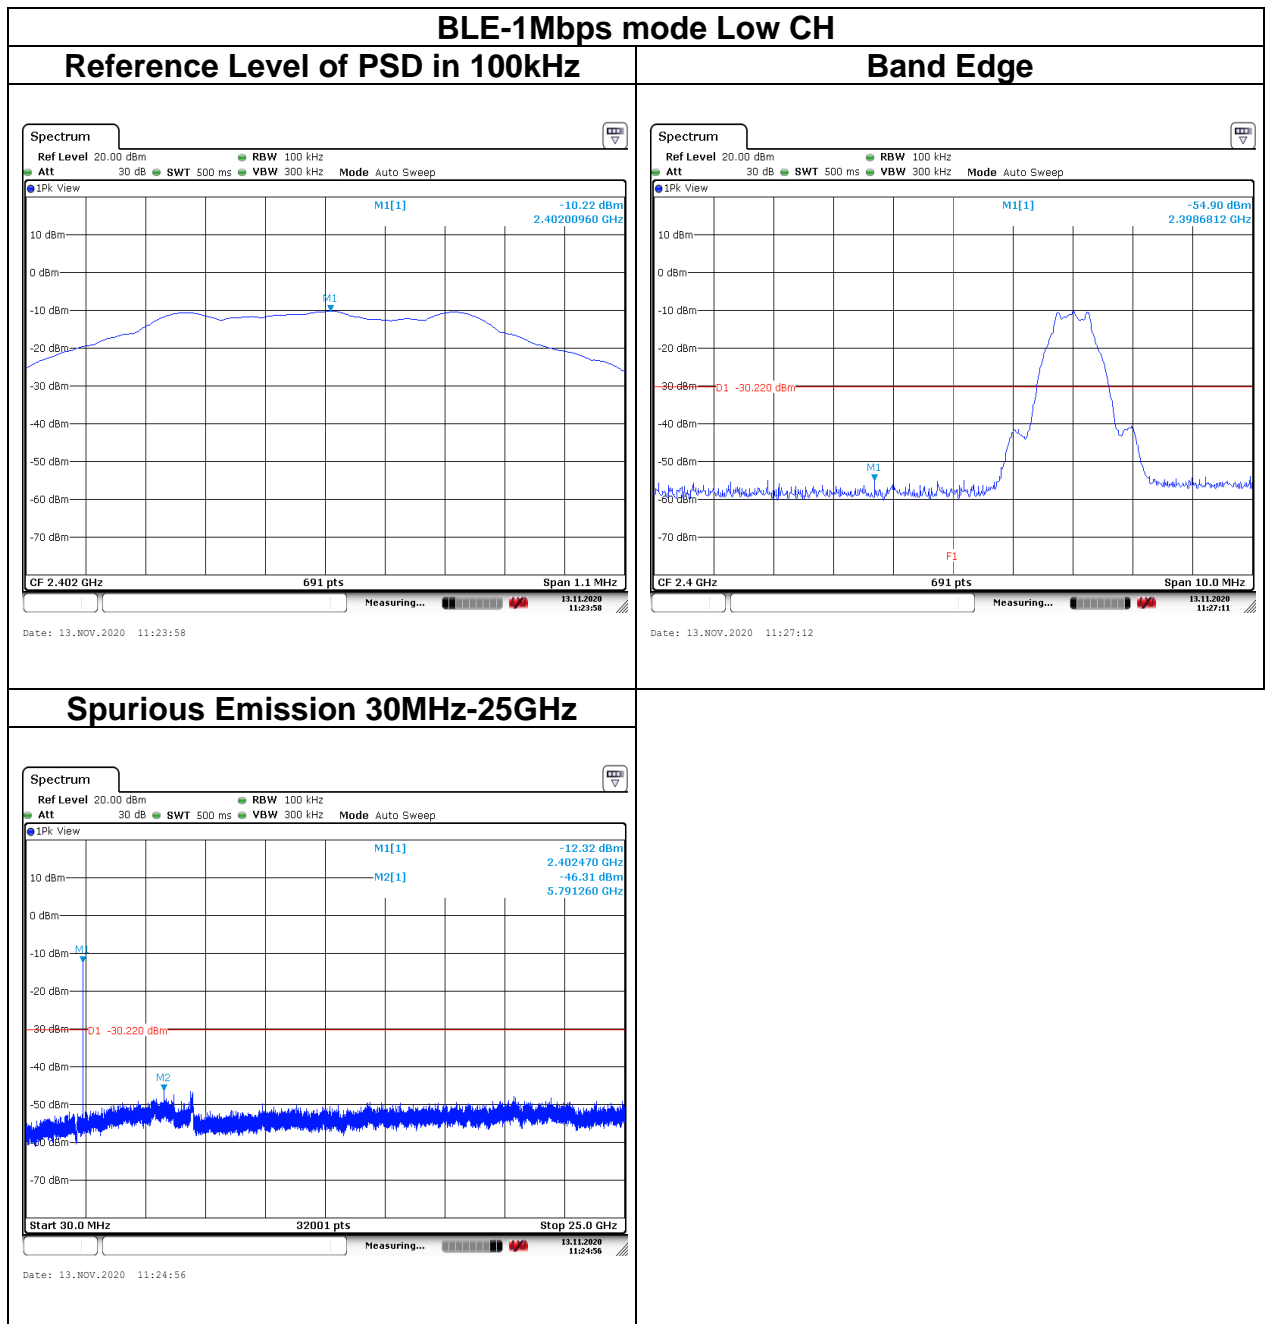 BLE-1Mbps mode Low CH
Reference Level of PSD in 100kHz
Spectrum
Ref Level 20.00 dBm RBW 100 kHz
Att 30 dB SWT 500 ms VBW 300 kHz Mode Auto Sweep
1Pk View
M1[1] -10.22 dBm
2.40200960 GHz
10 dBm
0 dBm
M1
-10 dBm
-20 dBm
-30 dBm
-40 dBm
-50 dBm
-60 dBm
-70 dBm
CF 2.402 GHz 691 pts Span 1.1 MHz
Measuring... 13.11.2020
11:23:58
Date: 13.NOV.2020 11:23:58
Band Edge
Spectrum
Ref Level 20.00 dBm RBW 100 kHz
Att 30 dB SWT 500 ms VBW 300 kHz Mode Auto Sweep
1Pk View
M1[1] -54.90 dBm
2.3986812 GHz
10 dBm
0 dBm
-10 dBm
-20 dBm
-30 dBm D1 -30.220 dBm
-40 dBm
-50 dBm
M1
-60 dBm
-70 dBm
F1
CF 2.4 GHz 691 pts Span 10.0 MHz
Measuring... 13.11.2020
11:27:11
Date: 13.NOV.2020 11:27:12
Spurious Emission 30MHz-25GHz
Spectrum
Ref Level 20.00 dBm RBW 100 kHz
Att 30 dB SWT 500 ms VBW 300 kHz Mode Auto Sweep
1Pk View
M1[1] -12.32 dBm
2.402470 GHz
10 dBm M2[1] -46.31 dBm
5.791260 GHz
0 dBm
-10 dBm M1
-20 dBm
-30 dBm D1 -30.220 dBm
-40 dBm
M2
-50 dBm
-60 dBm
-70 dBm
Start 30.0 MHz 32001 pts Stop 25.0 GHz
Measuring... 13.11.2020
11:24:56
Date: 13.NOV.2020 11:24:56